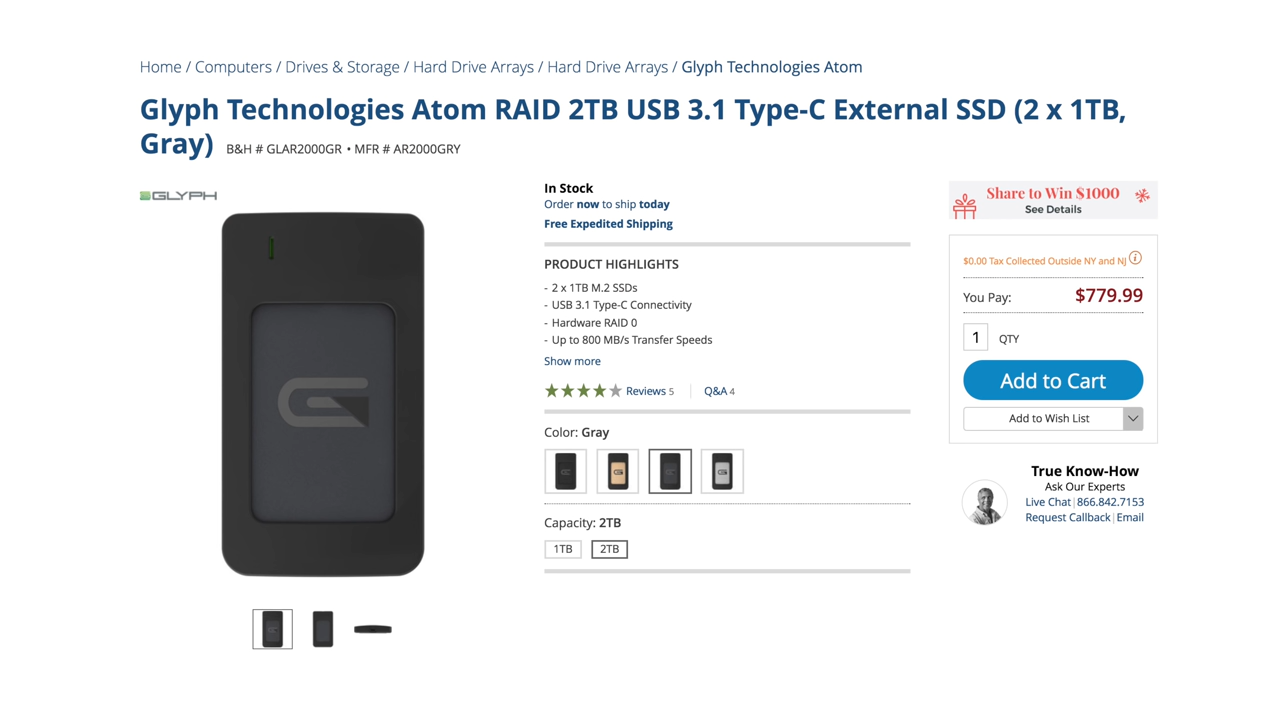 Home / Computers / Drives & Storage / Hard Drive Arrays / Hard Drive Arrays / Glyph Technologies Atom
Glyph Technologies Atom RAID 2TB USB 3.1 Type-C External SSD (2 x 1TB,
Gray) B&H # GLAR2000GR • MFR # AR2000GRY
GLYPH
In Stock
Order now to ship today
Free Expedited Shipping
PRODUCT HIGHLIGHTS
- 2 x 1TB M.2 SSDs
- USB 3.1 Type-C Connectivity
- Hardware RAID 0
- Up to 800 MB/s Transfer Speeds
Show more
Reviews 5 | Q&A 4
Color: Gray
Capacity: 2TB
1TB 2TB
Share to Win $1000
See Details
$0.00 Tax Collected Outside NY and NJ i
You Pay: $779.99
1 QTY
Add to Cart
Add to Wish List
True Know-How
Ask Our Experts
Live Chat | 866.842.7153
Request Callback | Email